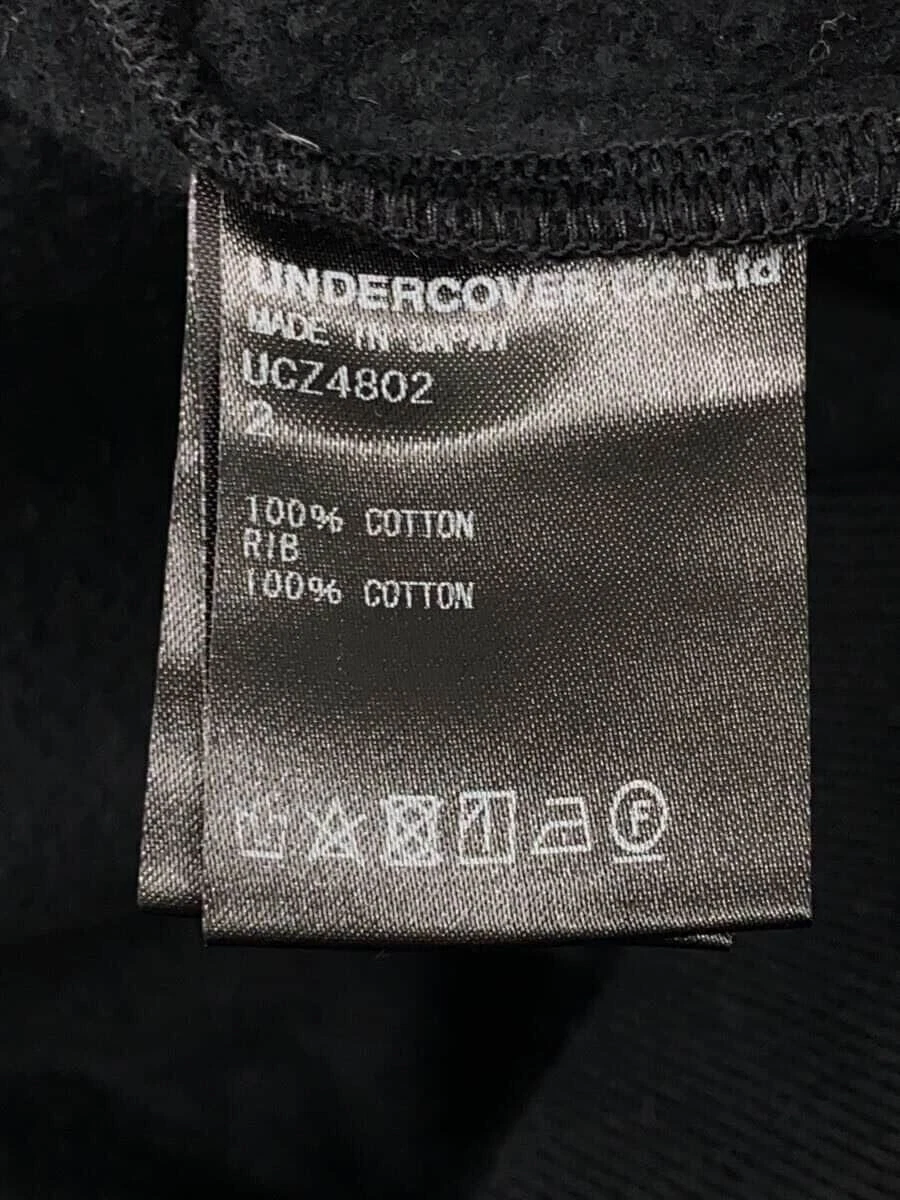 UNDERCOVER Co.,Ltd
MADE IN JAPAN
UCZ4802
2
100% COTTON
RIB
100% COTTON
F